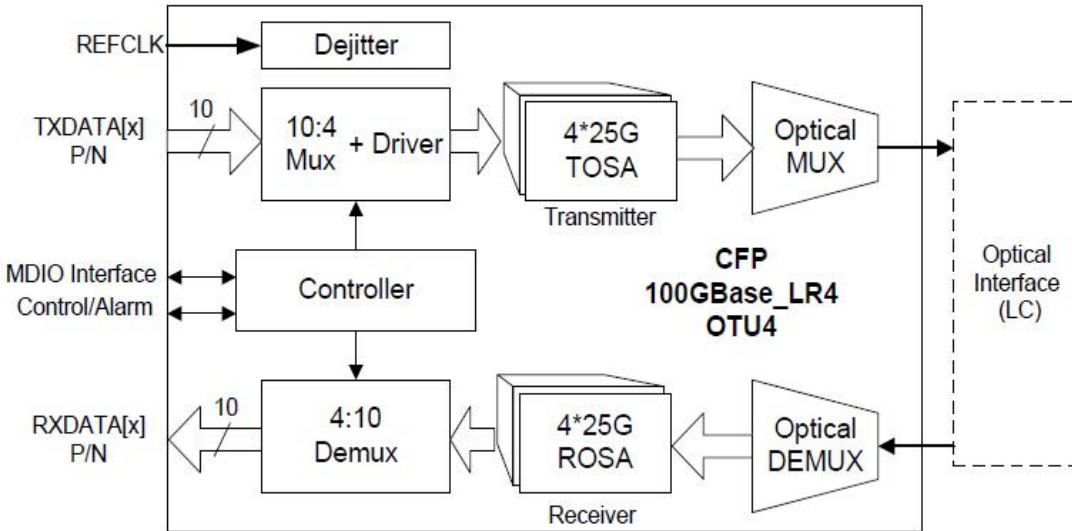 REFCLK
Dejitter
TXDATA[x]
P/N
10
10:4
Mux + Driver
4*25G
TOSA
Transmitter
Optical
MUX
MDIO Interface
Control/Alarm
Controller
CFP
100GBase_LR4
OTU4
Optical
Interface
(LC)
RXDATA[x]
P/N
10
4:10
Demux
4*25G
ROSA
Receiver
Optical
DEMUX